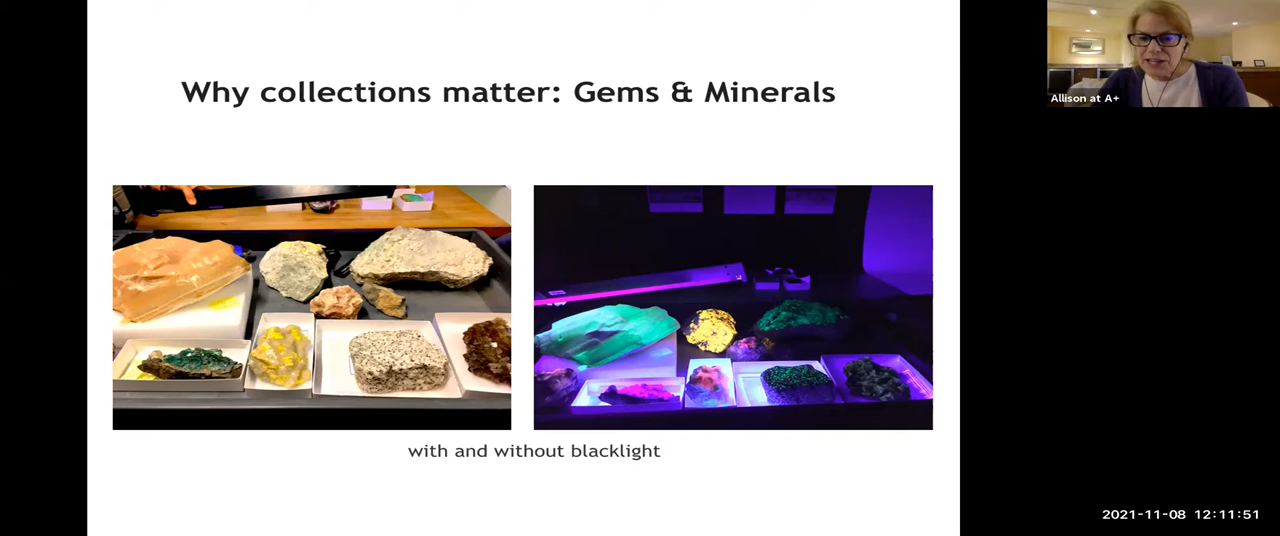 Why collections matter: Gems & Minerals
Allison at A+
with and without blacklight
2021-11-08 12:11:51